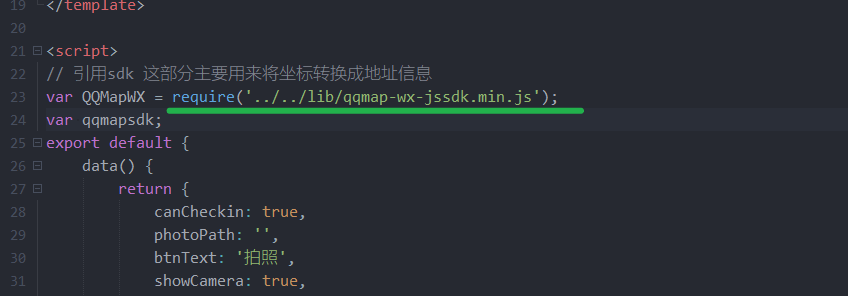 19 </template>
20
21 <script>
22 // 引用sdk 这部分主要用来将坐标转换成地址信息
23 var QQMapWX = require('../../lib/qqmap-wx-jssdk.min.js');
24 var qqmapsdk;
25 export default {
26 data() {
27 return {
28 canCheckin: true,
29 photoPath: '',
30 btnText: '拍照',
31 showCamera: true,